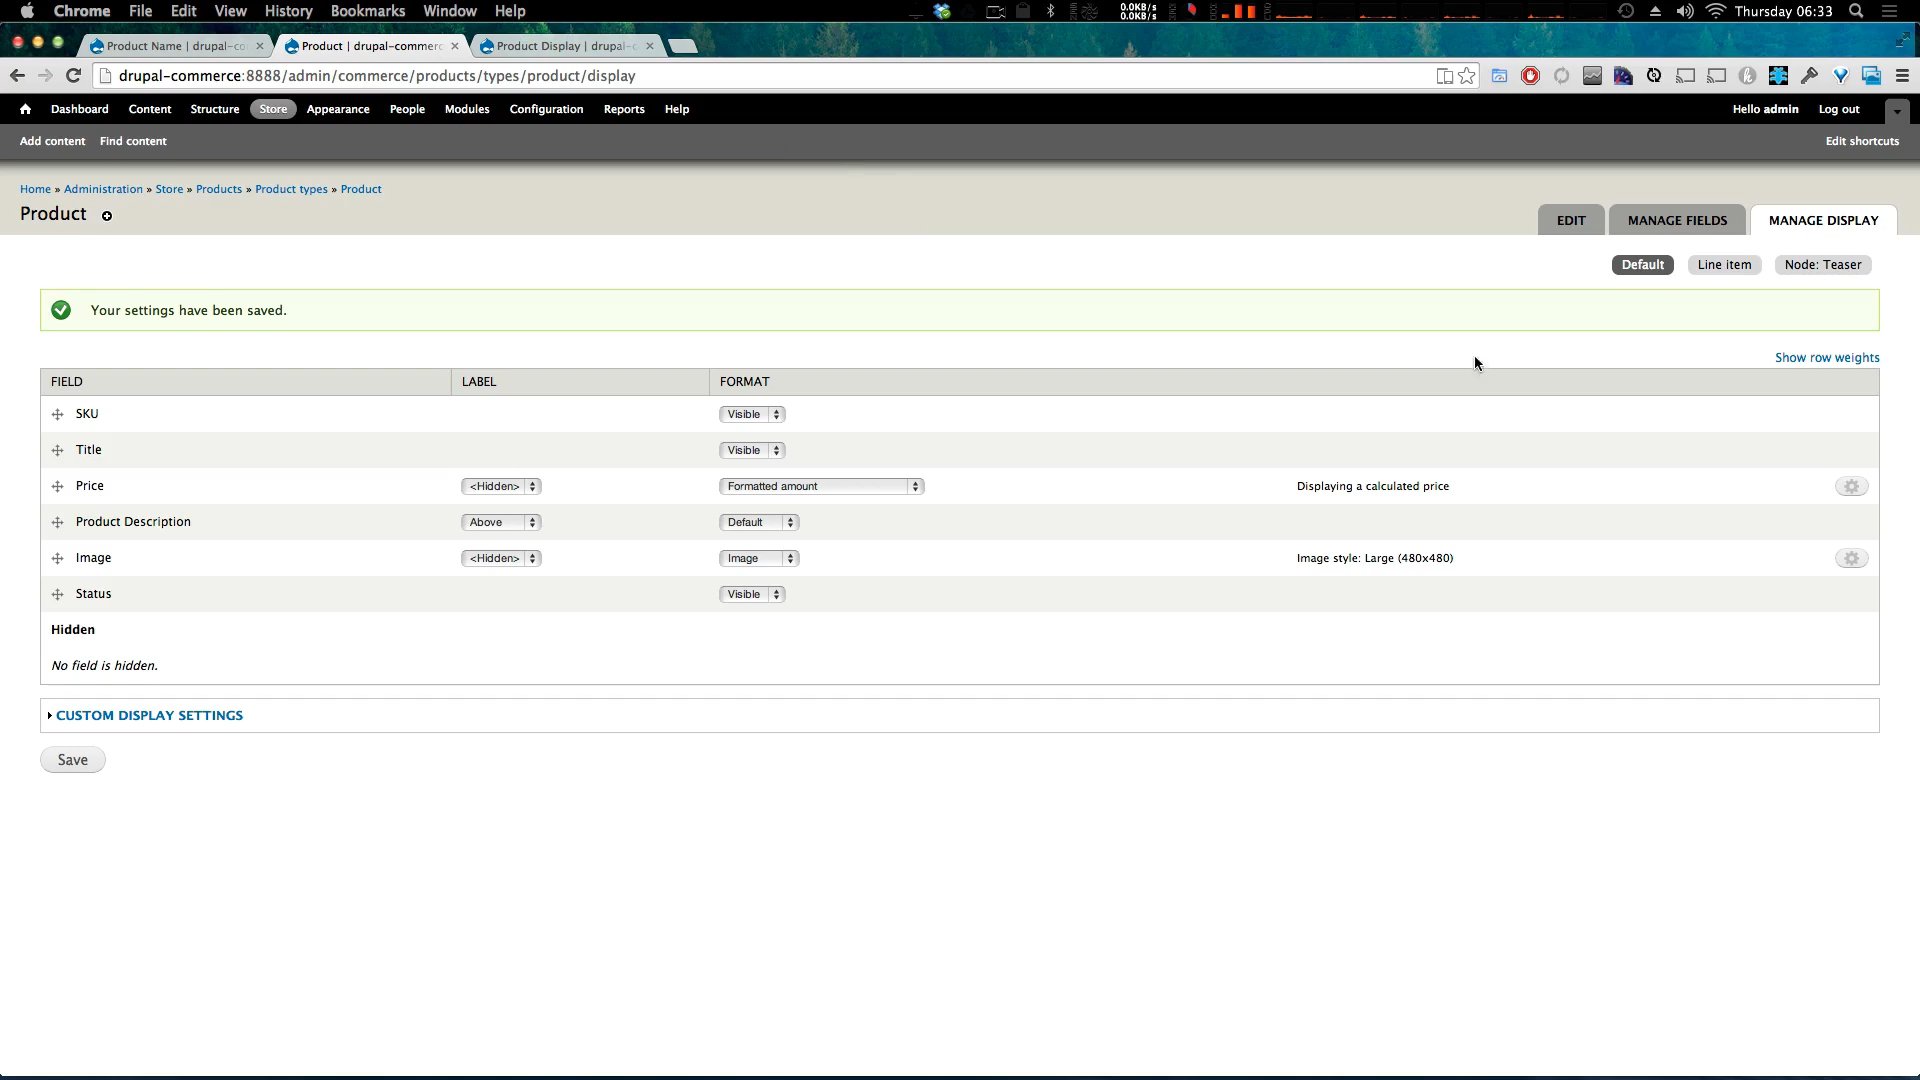 Chrome File Edit View History Bookmarks Window Help
0.0KB/s
0.0KB/s
Thursday 06:33
Product Name | drupal-co
Product | drupal-commerc
Product Display | drupal-c
drupal-commerce:8888/admin/commerce/products/types/product/display
Dashboard Content Structure Store Appearance People Modules Configuration Reports Help
Hello admin Log out
Add content Find content
Edit shortcuts
Home » Administration » Store » Products » Product types » Product
Product
EDIT MANAGE FIELDS MANAGE DISPLAY
Default Line item Node: Teaser
Your settings have been saved.
Show row weights
FIELD LABEL FORMAT
SKU Visible
Title Visible
Price <Hidden> Formatted amount Displaying a calculated price
Product Description Above Default
Image <Hidden> Image Image style: Large (480x480)
Status Visible
Hidden
No field is hidden.
CUSTOM DISPLAY SETTINGS
Save